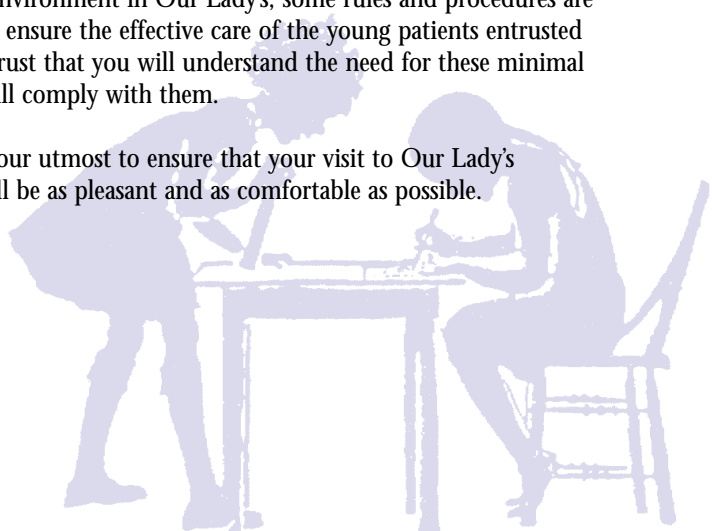 nvironment in Our Lady's, some rules and procedures are
ensure the effective care of the young patients entrusted
rust that you will understand the need for these minimal
ll comply with them.
our utmost to ensure that your visit to Our Lady's
ll be as pleasant and as comfortable as possible.